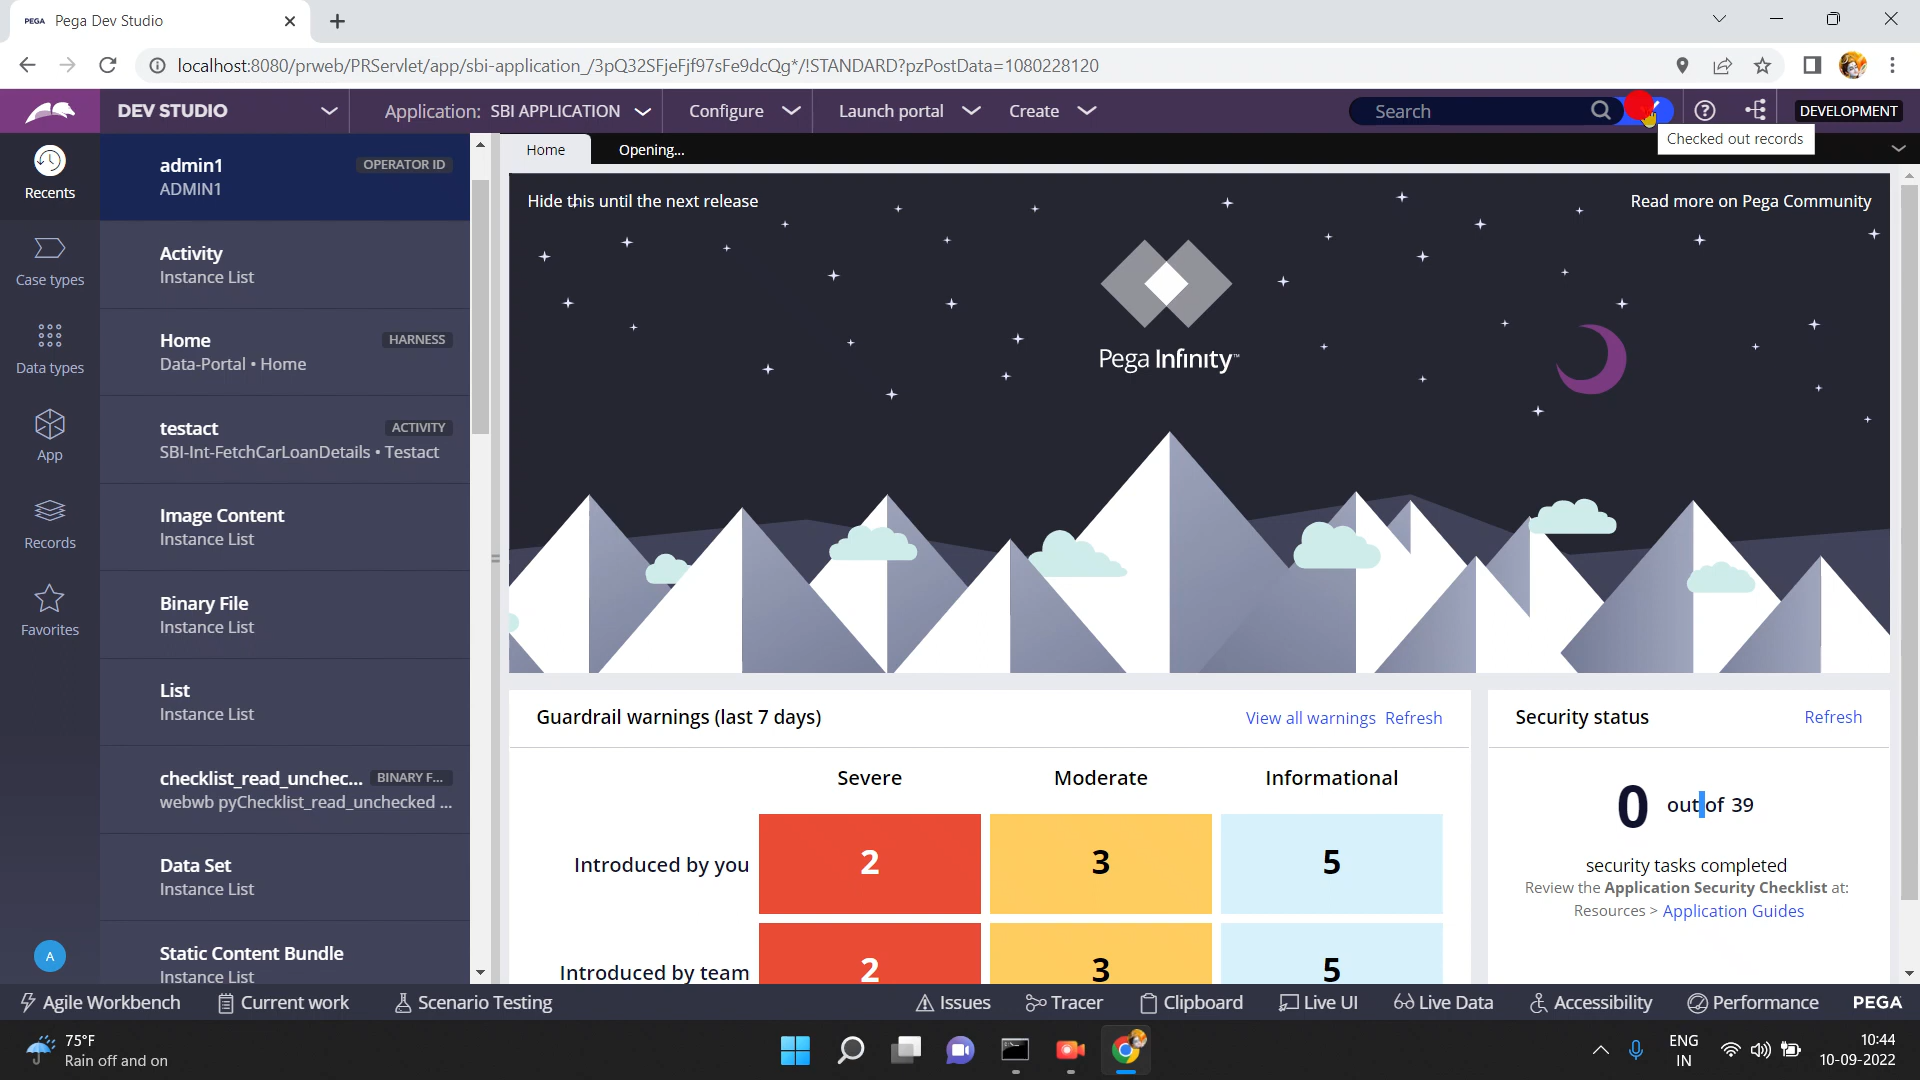 PEGA Pega Dev Studio
localhost:8080/prweb/PRServlet/app/sbi-application_/3pQ32SFjeFjf97sFe9dcQg*/!STANDARD?pzPostData=1080228120
DEV STUDIO
Application: SBI APPLICATION
Configure
Launch portal
Create
Search
DEVELOPMENT
Checked out records
Recents
Case types
Data types
App
Records
Favorites
A
admin1 OPERATOR ID
ADMIN1
Activity
Instance List
Home HARNESS
Data-Portal • Home
testact ACTIVITY
SBI-Int-FetchCarLoanDetails • Testact
Image Content
Instance List
Binary File
Instance List
List
Instance List
checklist_read_unchec... BINARY F...
webwb pyChecklist_read_unchecked ...
Data Set
Instance List
Static Content Bundle
Instance List
Home
Opening...
Hide this until the next release
Read more on Pega Community
Pega Infinity™
Guardrail warnings (last 7 days)
View all warnings Refresh
Severe Moderate Informational
Introduced by you 2 3 5
Introduced by team 2 3 5
Security status Refresh
0 out of 39
security tasks completed
Review the Application Security Checklist at:
Resources > Application Guides
Agile Workbench
Current work
Scenario Testing
Issues
Tracer
Clipboard
Live UI
Live Data
Accessibility
Performance
PEGA
75°F
Rain off and on
ENG
IN
10:44
10-09-2022